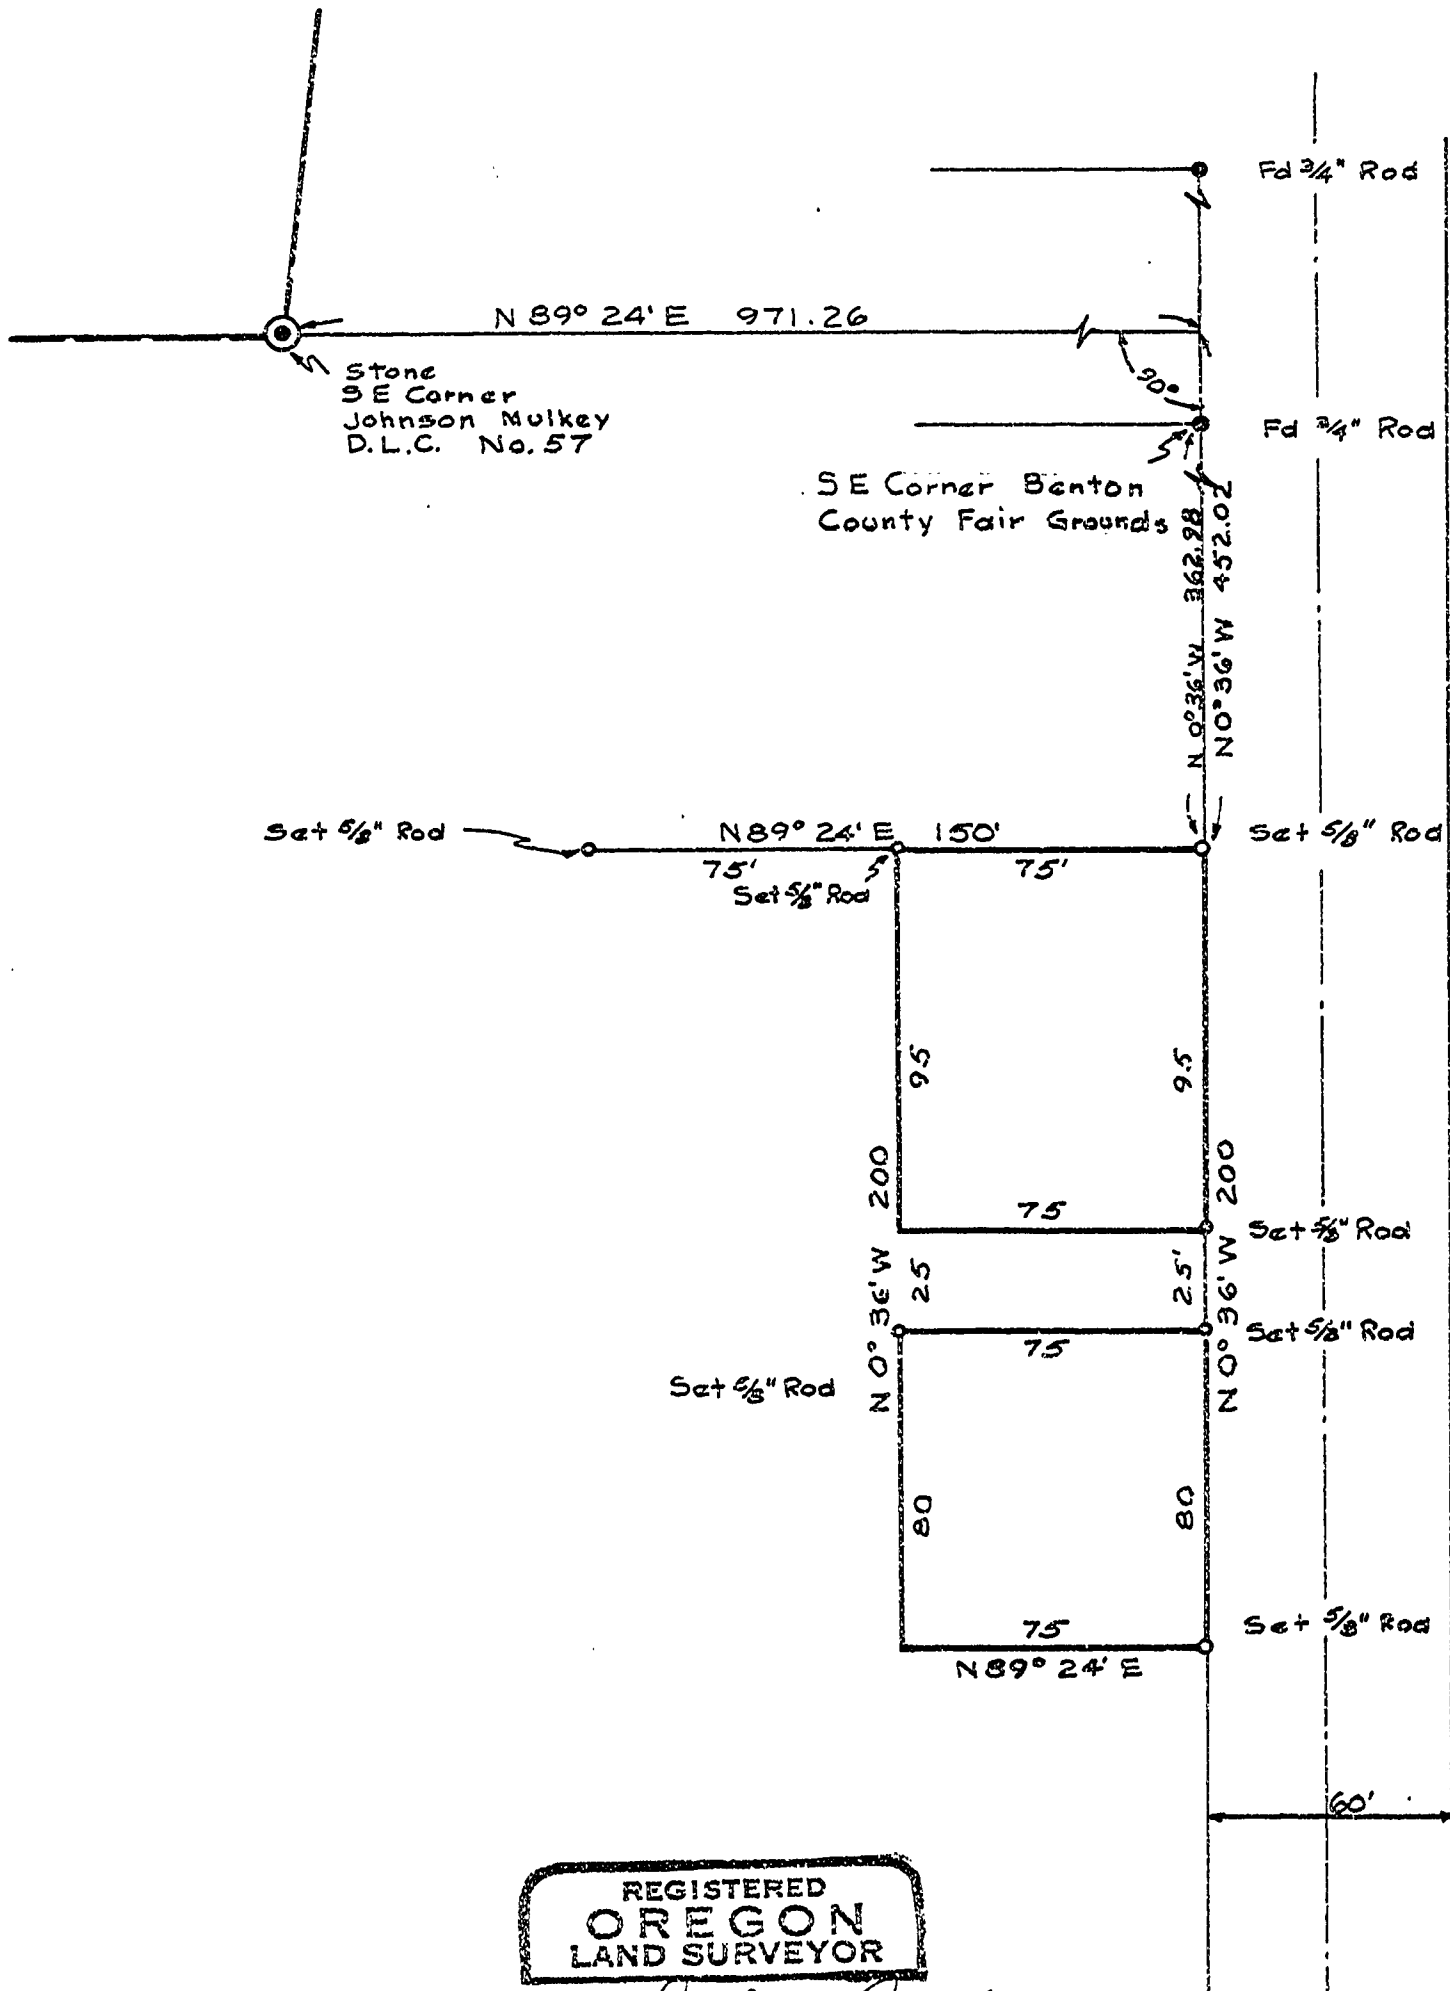 Fd 3/4" Rod
N 89° 24' E 971.26
Stone
S E Corner
Johnson Mulkey
D.L.C. No. 57
90°
Fd 3/4" Rod
S E Corner Benton
County Fair Grounds
N 0° 36' W 362.98
N 0° 36' W 452.02
Set 5/8" Rod
N 89° 24' E 150'
Set 5/8" Rod
75'
75'
Set 5/8" Rod
95
95
N 0° 36' W 200
N 0° 36' W 200
75
Set 5/8" Rod
25
25'
Set 5/8" Rod
75
Set 5/8" Rod
80
80
75
Set 5/8" Rod
N 89° 24' E
60'
REGISTERED
OREGON
LAND SURVEYOR